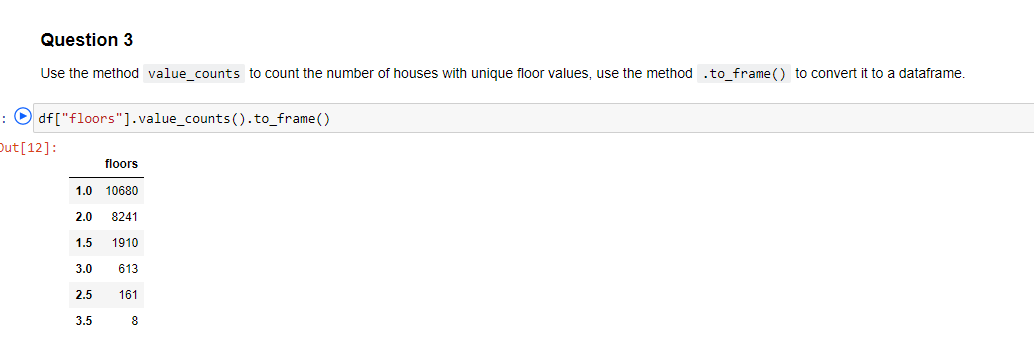 Question 3
Use the method value_counts to count the number of houses with unique floor values, use the method .to_frame() to convert it to a dataframe.
: df["floors"].value_counts().to_frame()
Out[12]:
floors
1.0 10680
2.0 8241
1.5 1910
3.0 613
2.5 161
3.5 8